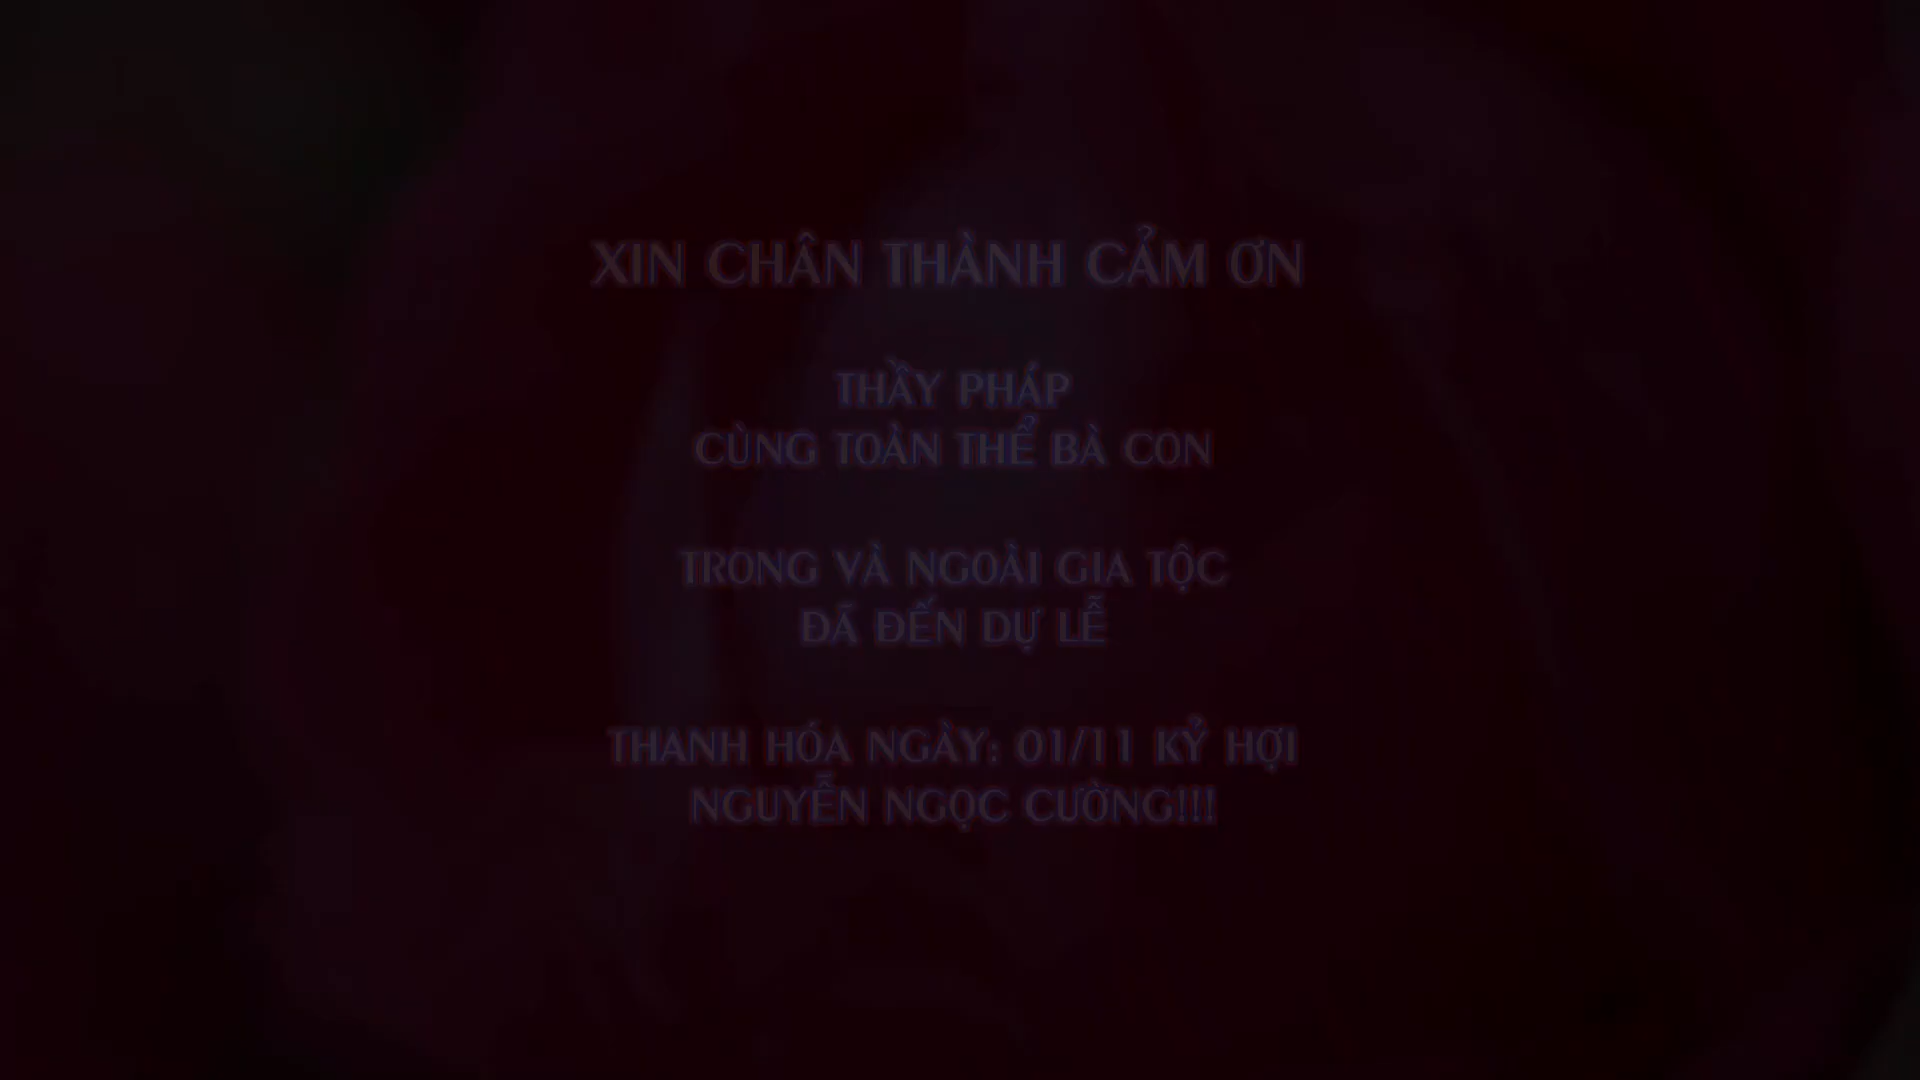 XIN CHÂN THÀNH CẢM ƠN
THẦY PHÁP
CÙNG TOÀN THỂ BÀ CON
TRONG VÀ NGOÀI GIA TỘC
ĐÃ ĐẾN DỰ LỄ
THANH HÓA NGÀY: 01/11 KỶ HỢI
NGUYỄN NGỌC CƯỜNG!!!